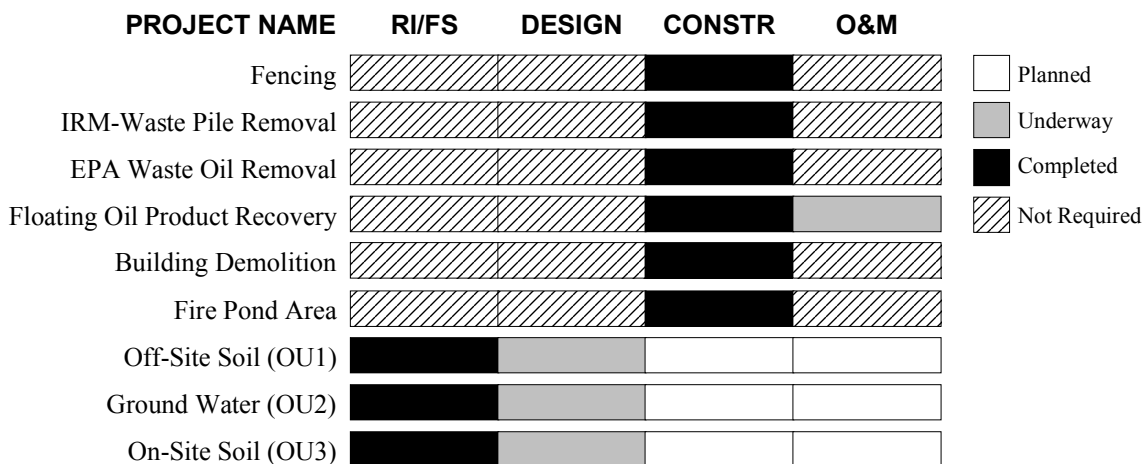 PROJECT NAME RI/FS DESIGN CONSTR O&M
Fencing
IRM-Waste Pile Removal
EPA Waste Oil Removal
Floating Oil Product Recovery
Building Demolition
Fire Pond Area
Off-Site Soil (OU1)
Ground Water (OU2)
On-Site Soil (OU3)
Planned
Underway
Completed
Not Required